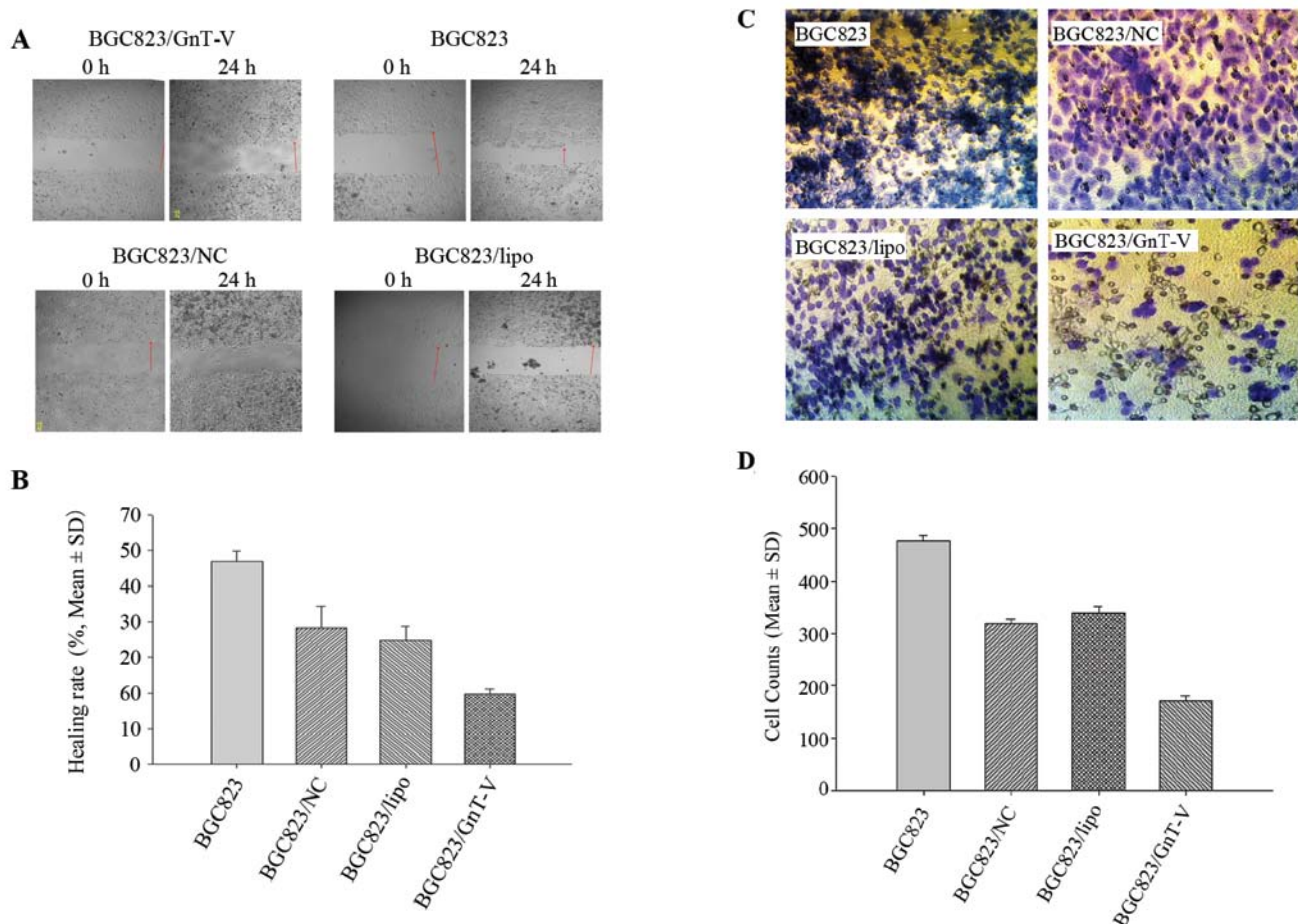 A
BGC823/GnT-V
0 h
24 h
BGC823
0 h
24 h
BGC823/NC
0 h
24 h
BGC823/lipo
0 h
24 h
B
Healing rate (%, Mean ± SD)
70
50
40
30
20
60
10
0
BGC823
BGC823/NC
BGC823/lipo
BGC823/GnT-V
C
BGC823
BGC823/NC
BGC823/lipo
BGC823/GnT-V
D
Cell Counts (Mean ± SD)
600
500
400
300
200
100
0
BGC823
BGC823/NC
BGC823/lipo
BGC823/GnT-V